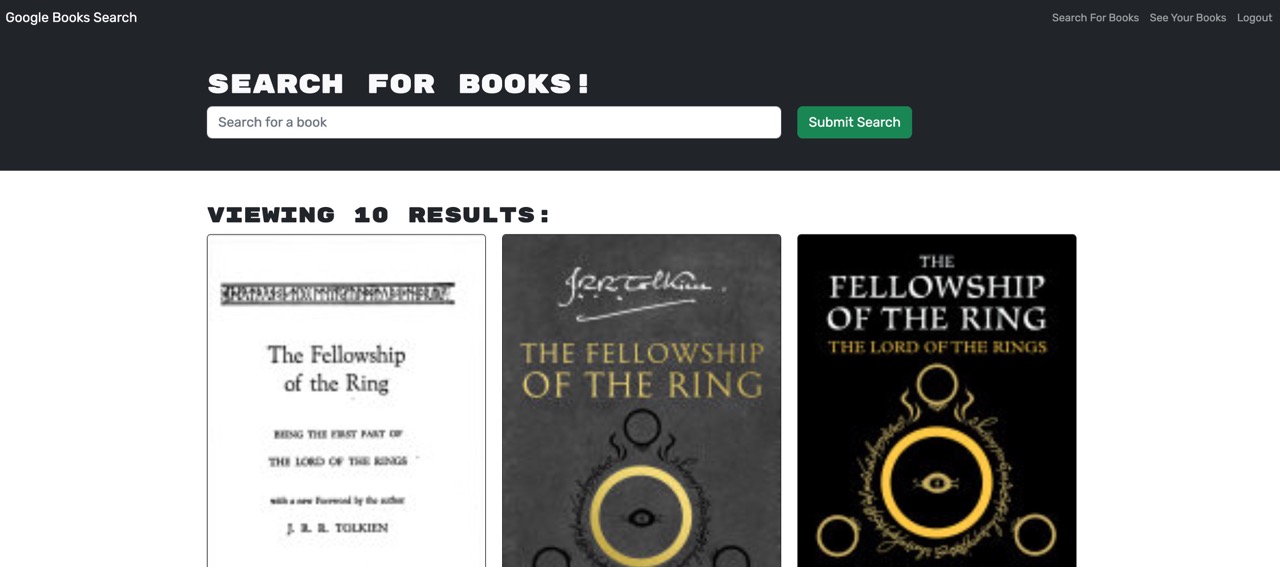 Google Books Search
Search For Books
See Your Books
Logout
SEARCH FOR BOOKS!
Search for a book
Submit Search
VIEWING 10 RESULTS:
The Fellowship
of the Ring
BEING THE FIRST PART OF
THE LORD OF THE RINGS
with a new Foreword by the author
J. R. R. TOLKIEN
JRRTolkien
THE FELLOWSHIP
OF THE RING
THE
FELLOWSHIP
OF THE RING
THE LORD OF THE RINGS